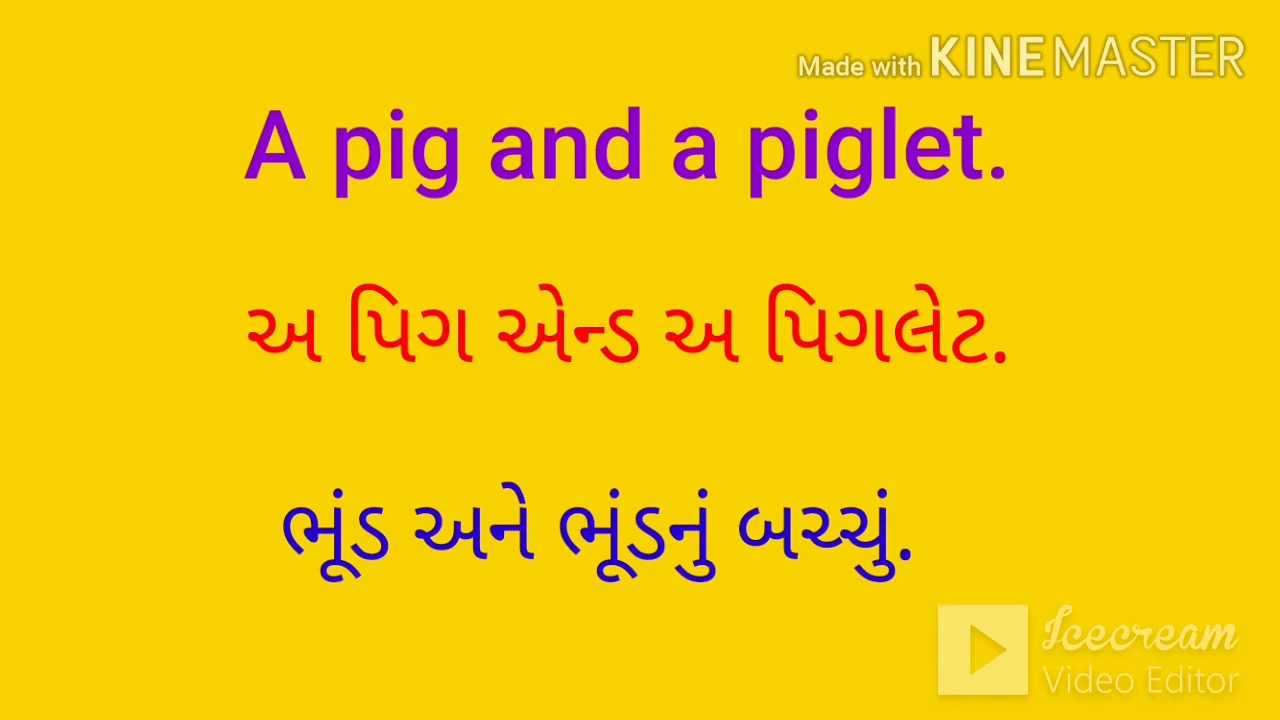 Made with KINEMASTER
A pig and a piglet.
અ પિગ એન્ડ અ પિગલેટ.
ભૂંડ અને ભૂંડનું બચ્ચું.
Icecream
Video Editor